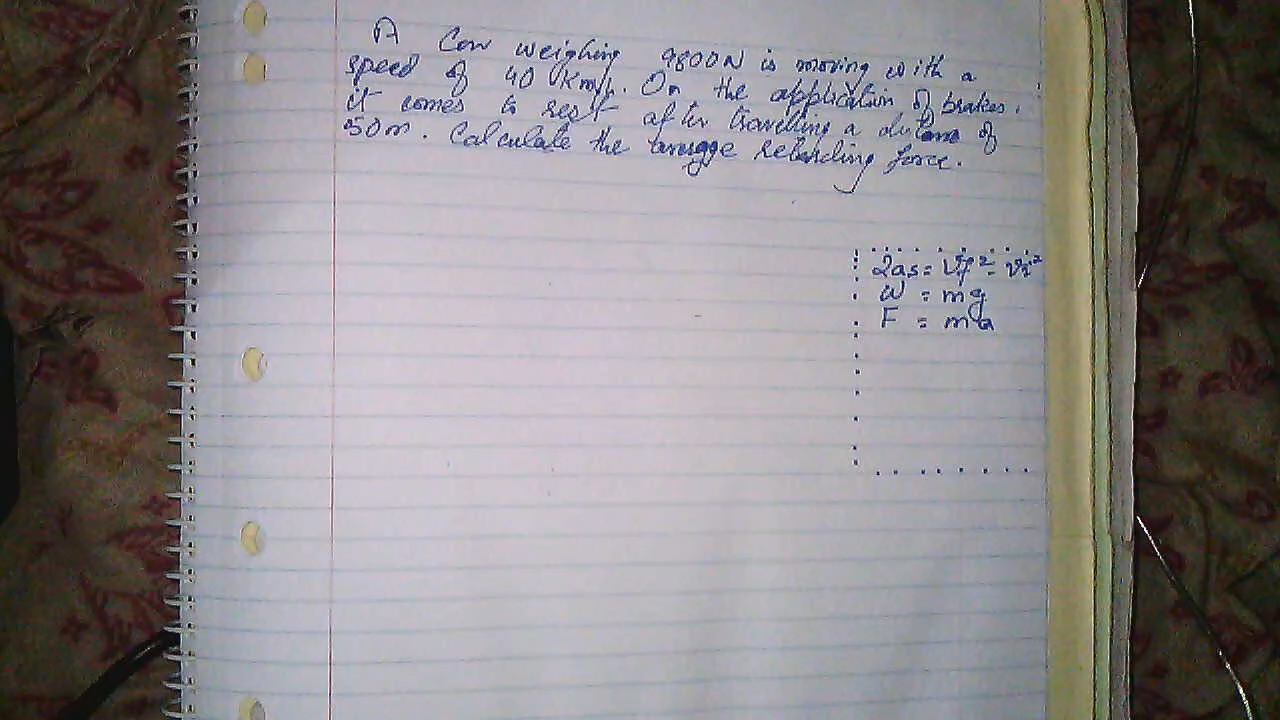 A Car weighing 9800N is moving with a
speed of 40 Km/h. On the application of brakes.
it comes to rest after travelling a distance of
50m. Calculate the average retarding force.
2as = vf² - vi²
W = mg
F = ma